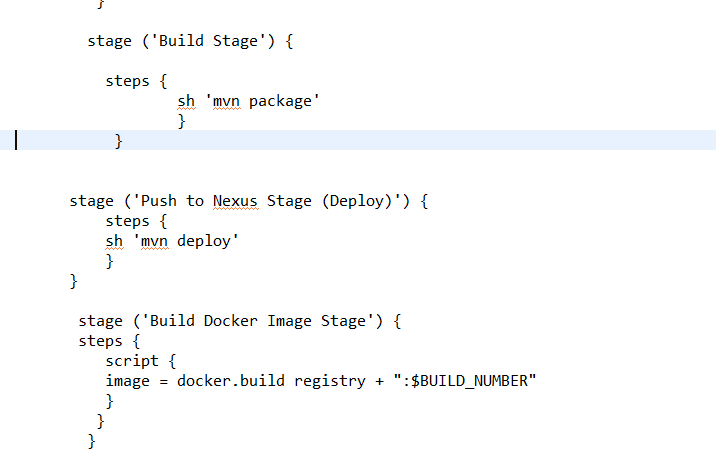 }
stage ('Build Stage') {
steps {
sh 'mvn package'
}
}
stage ('Push to Nexus Stage (Deploy)') {
steps {
sh 'mvn deploy'
}
}
stage ('Build Docker Image Stage') {
steps {
script {
image = docker.build registry + ":$BUILD_NUMBER"
}
}
}